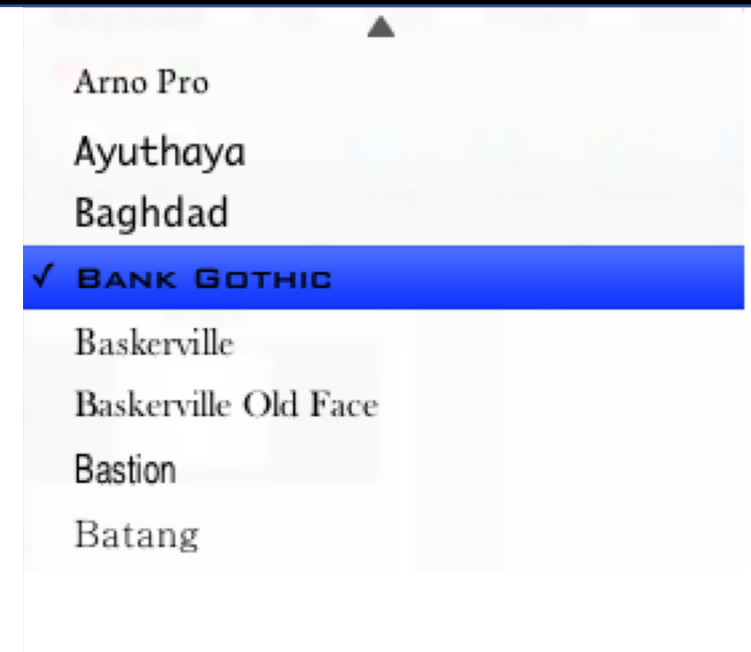 Arno Pro
Ayuthaya
Baghdad
✓ Bank Gothic
Baskerville
Baskerville Old Face
Bastion
Batang